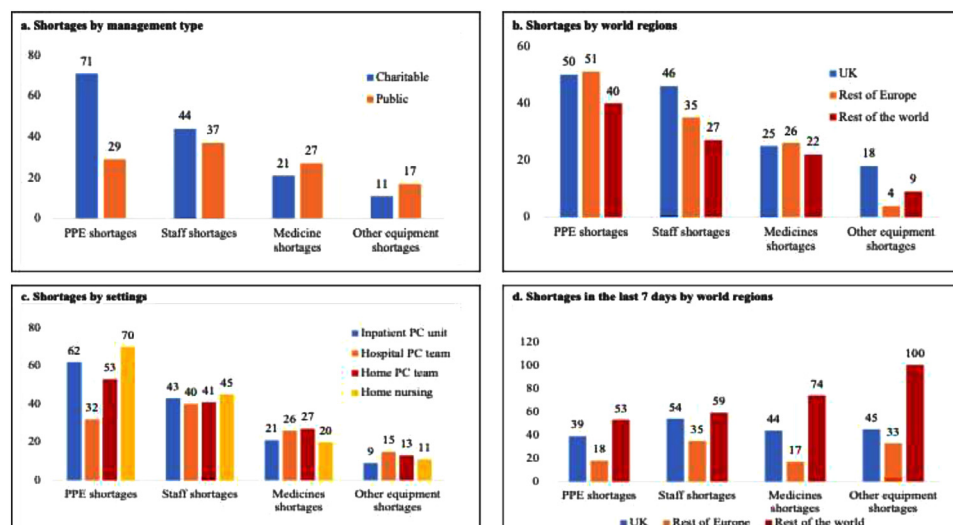 a. Shortages by management type
80
60
40
20
0
71
29
44
37
21
27
11
17
Charitable
Public
PPE shortages
Staff shortages
Medicine
shortages
Other equipment
shortages
b. Shortages by world regions
60
40
20
0
50
51
40
46
35
27
25
26
22
18
4
9
UK
Rest of Europe
Rest of the world
PPE shortages
Staff shortages
Medicines
shortages
Other equipment
shortages
c. Shortages by settings
80
60
40
20
0
62
32
53
70
43
40
41
45
21
26
27
20
9
15
13
11
Inpatient PC unit
Hospital PC team
Home PC team
Home nursing
PPE shortages
Staff shortages
Medicines shortages
Other equipment
shortages
d. Shortages in the last 7 days by world regions
120
100
80
60
40
20
0
39
18
53
54
35
59
44
17
74
45
33
100
PPE shortages
Staff shortages
Medicines
shortages
Other equipment
shortages
UK
Rest of Europe
Rest of the world